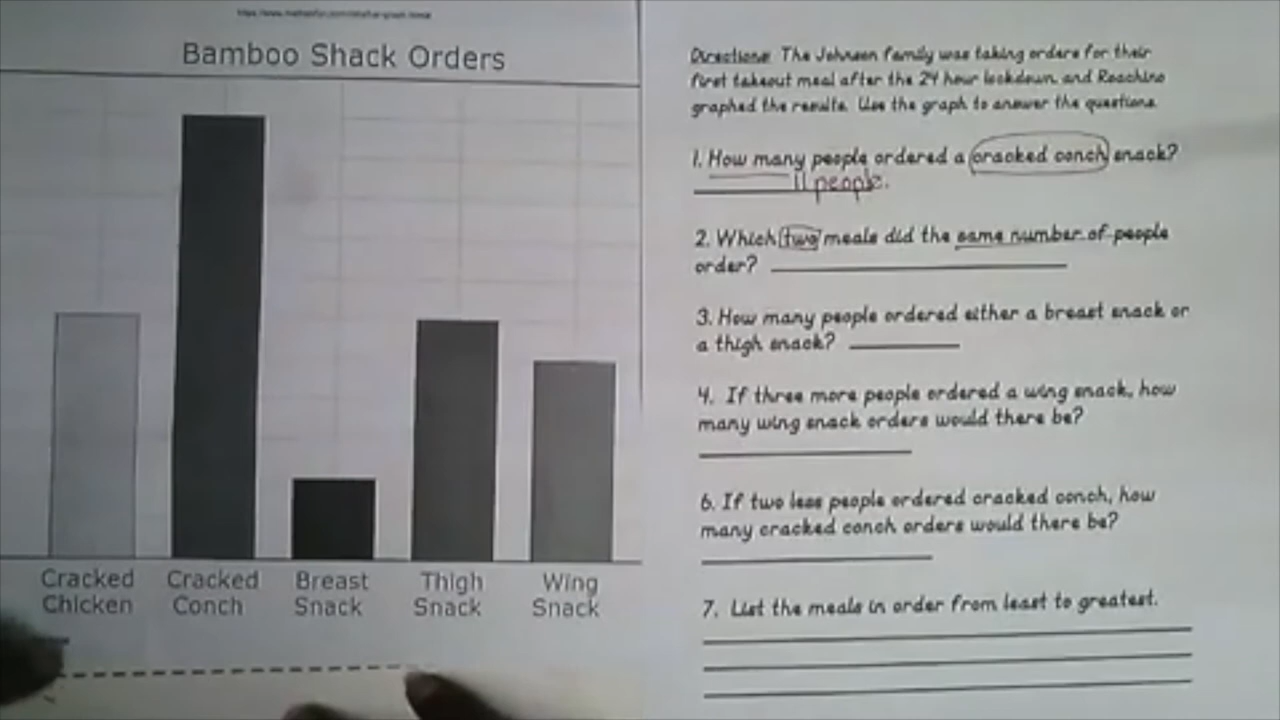 Bamboo Shack Orders
Cracked Chicken
Cracked Conch
Breast Snack
Thigh Snack
Wing Snack
Directions: The Johnson family was taking orders for their
first takeout meal after the 24 hour lockdown and Roachino
graphed the results. Use the graph to answer the questions.
1. How many people ordered a cracked conch snack?
11 people.
2. Which two meals did the same number of people
order?
3. How many people ordered either a breast snack or
a thigh snack?
4. If three more people ordered a wing snack, how
many wing snack orders would there be?
6. If two less people ordered cracked conch, how
many cracked conch orders would there be?
7. List the meals in order from least to greatest.